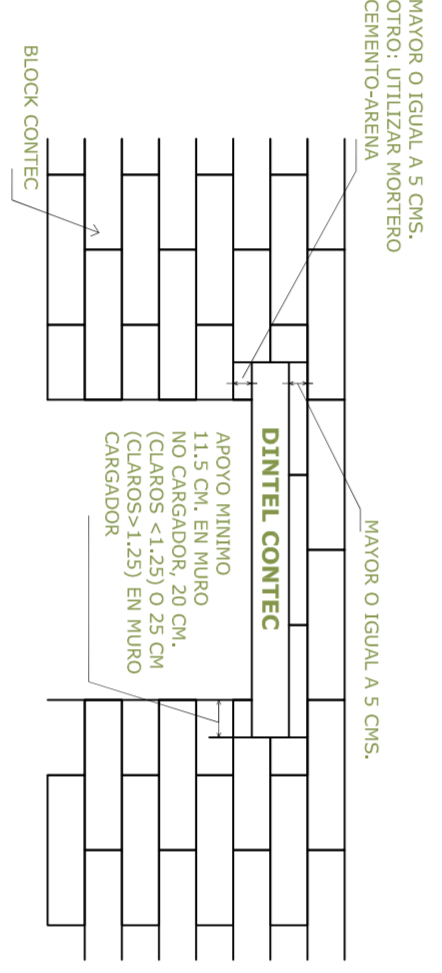 MAYOR O IGUAL A 5 CMS.
OTRO: UTILIZAR MORTERO
CEMENTO-ARENA
MAYOR O IGUAL A 5 CMS.
DINTEL CONTEC
APOYO MINIMO
11.5 CM. EN MURO
NO CARGADOR, 20 CM.
(CLAROS <1.25) O 25 CM
(CLAROS>1.25) EN MURO
CARGADOR
BLOCK CONTEC